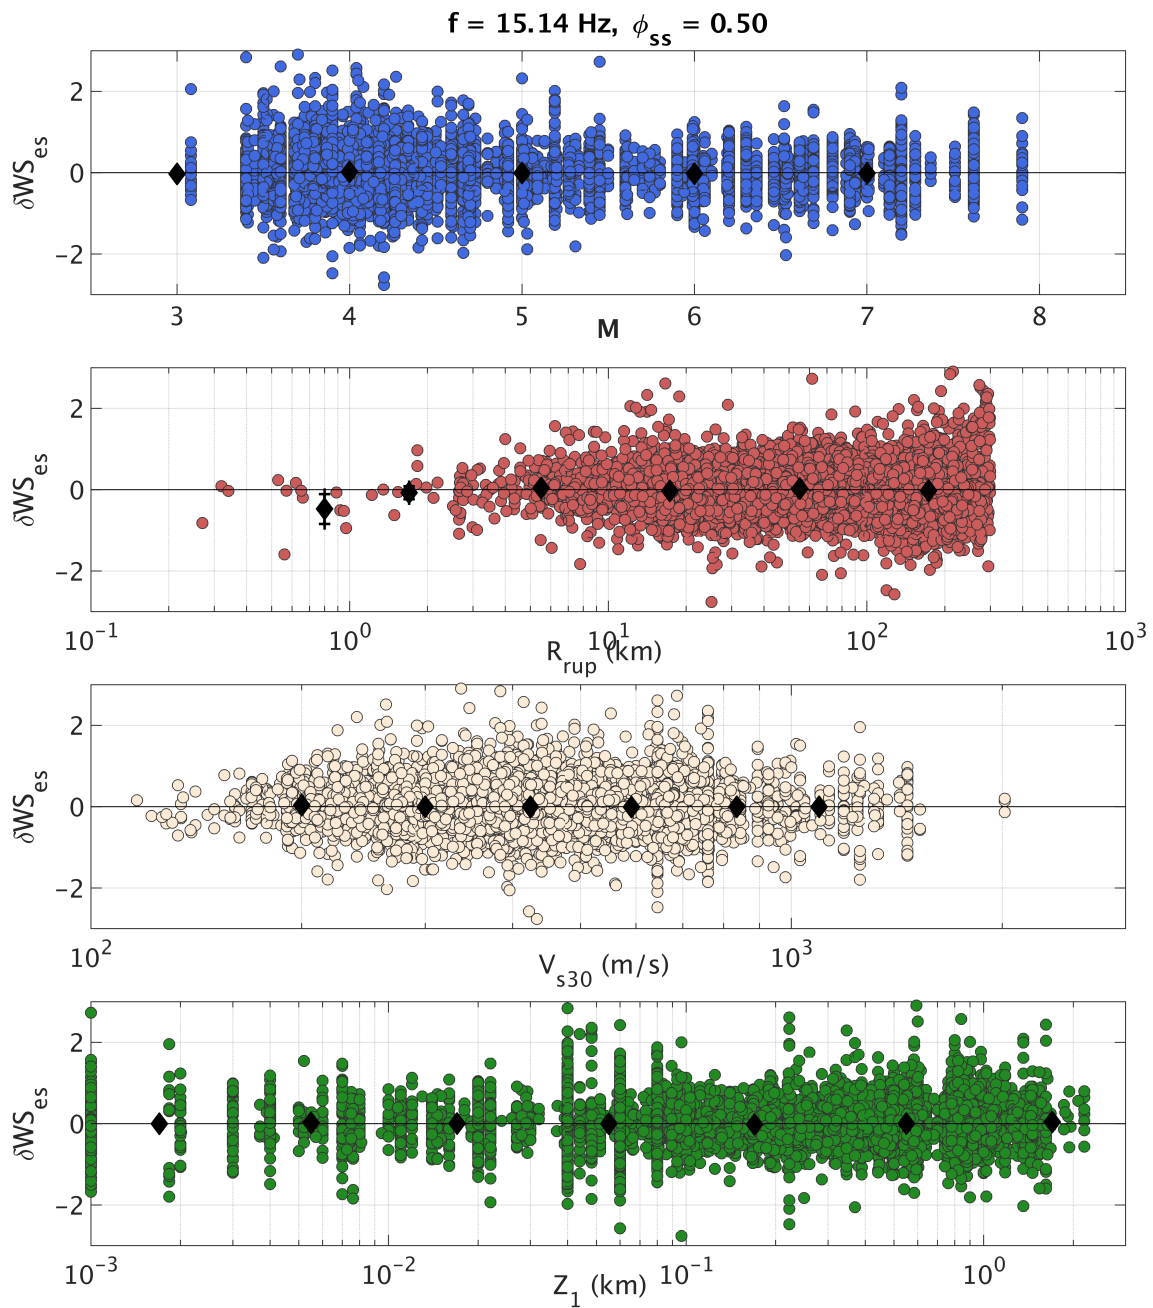 f = 15.14 Hz, ϕss = 0.50
2
0
−2
δWSes
3 4 5 6 7 8
M
2
0
−2
δWSes
10−1 100 101 102 103
Rrup (km)
2
0
−2
δWSes
102 103
Vs30 (m/s)
2
0
−2
δWSes
10−3 10−2 10−1 100
Z1 (km)